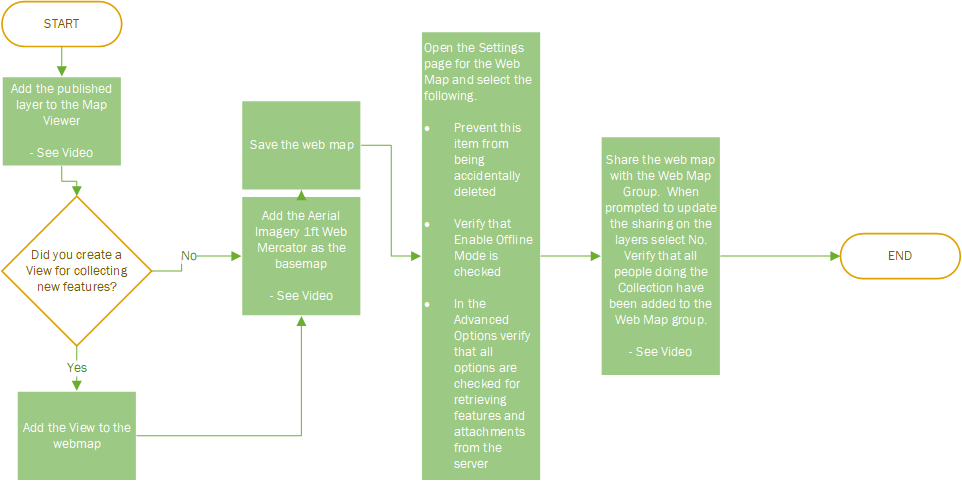 START
Add the published
layer to the Map
Viewer
- See Video
Did you create a
View for collecting
new features?
No
Yes
Add the View to the
webmap
Save the web map
Add the Aerial
Imagery 1ft Web
Mercator as the
basemap
- See Video
Open the Settings
page for the Web
Map and select the
following.
● Prevent this
item from
being
accidentally
deleted
● Verify that
Enable Offline
Mode is
checked
● In the
Advanced
Options verify
that all
options are
checked for
retrieving
features and
attachments
from the
server
Share the web map
with the Web Map
Group. When
prompted to update
the sharing on the
layers select No.
Verify that all
people doing the
Collection have
been added to the
Web Map group.
- See Video
END